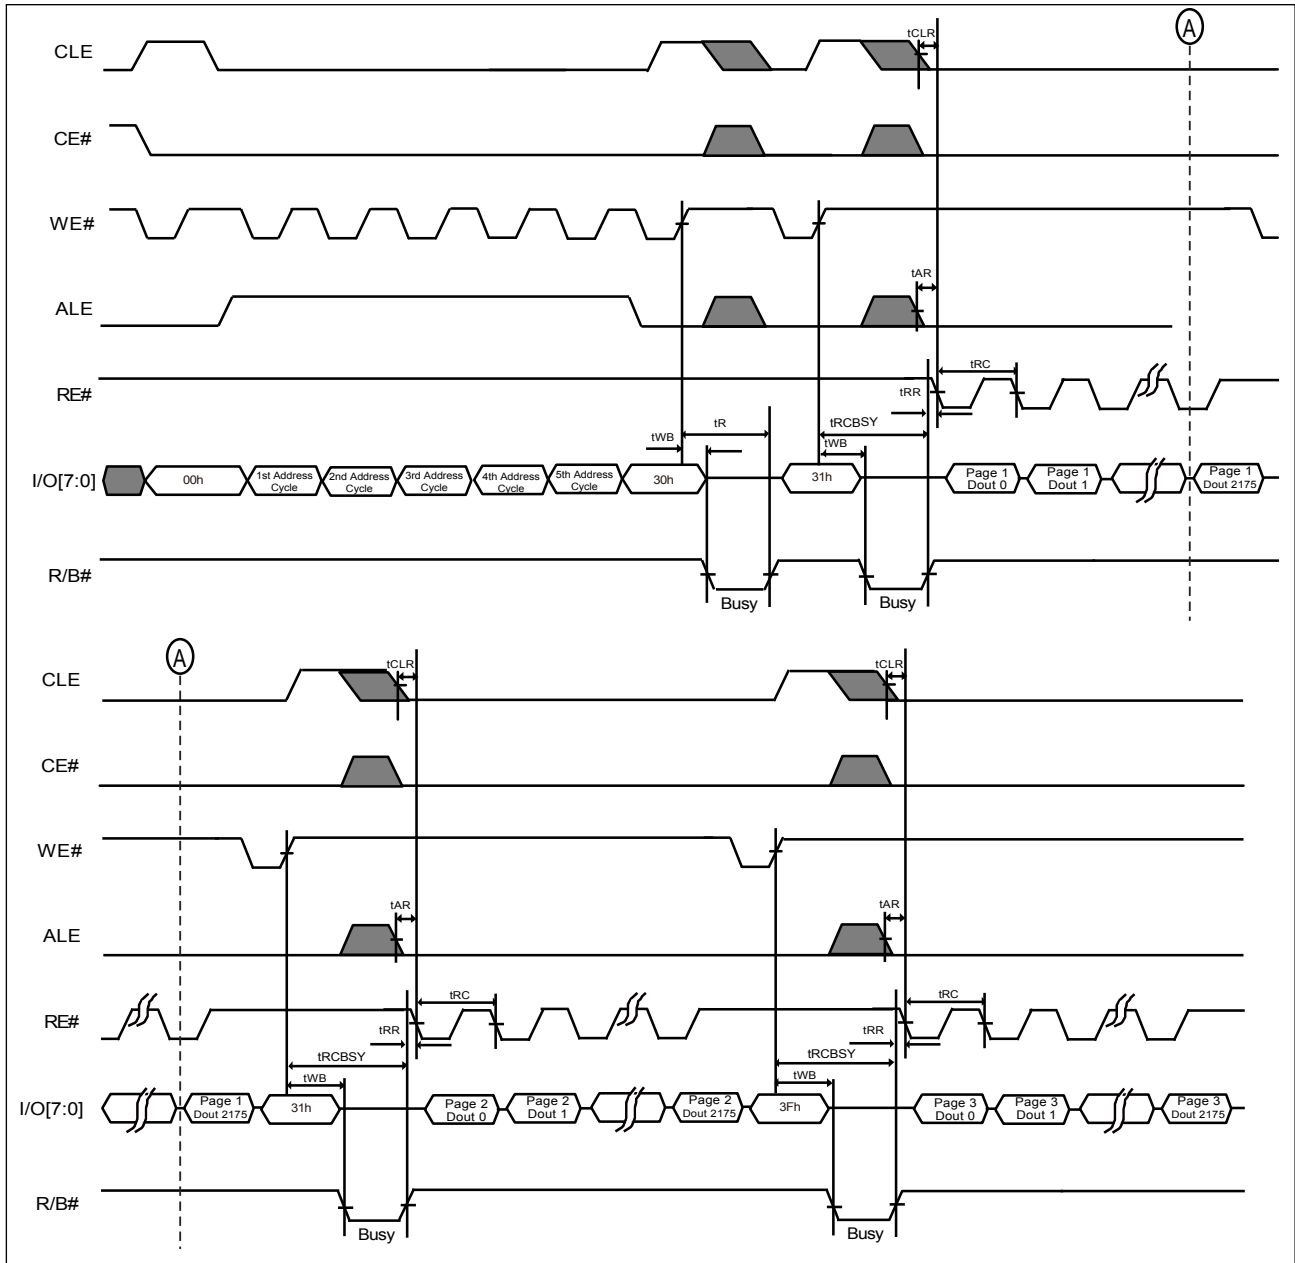 A
CLE
tCLR
CE#
WE#
ALE
tAR
RE#
tRC
tRR
tR
tRCBSY
tWB
tWB
I/O[7:0]
00h
1st Address
Cycle
2nd Address
Cycle
3rd Address
Cycle
4th Address
Cycle
5th Address
Cycle
30h
31h
Page 1
Dout 0
Page 1
Dout 1
Page 1
Dout 2175
R/B#
Busy
Busy
A
CLE
tCLR
tCLR
CE#
WE#
ALE
tAR
tAR
RE#
tRC
tRC
tRR
tRR
tRCBSY
tRCBSY
tWB
tWB
I/O[7:0]
Page 1
Dout 2175
31h
Page 2
Dout 0
Page 2
Dout 1
Page 2
Dout 2175
3Fh
Page 3
Dout 0
Page 3
Dout 1
Page 3
Dout 2175
R/B#
Busy
Busy